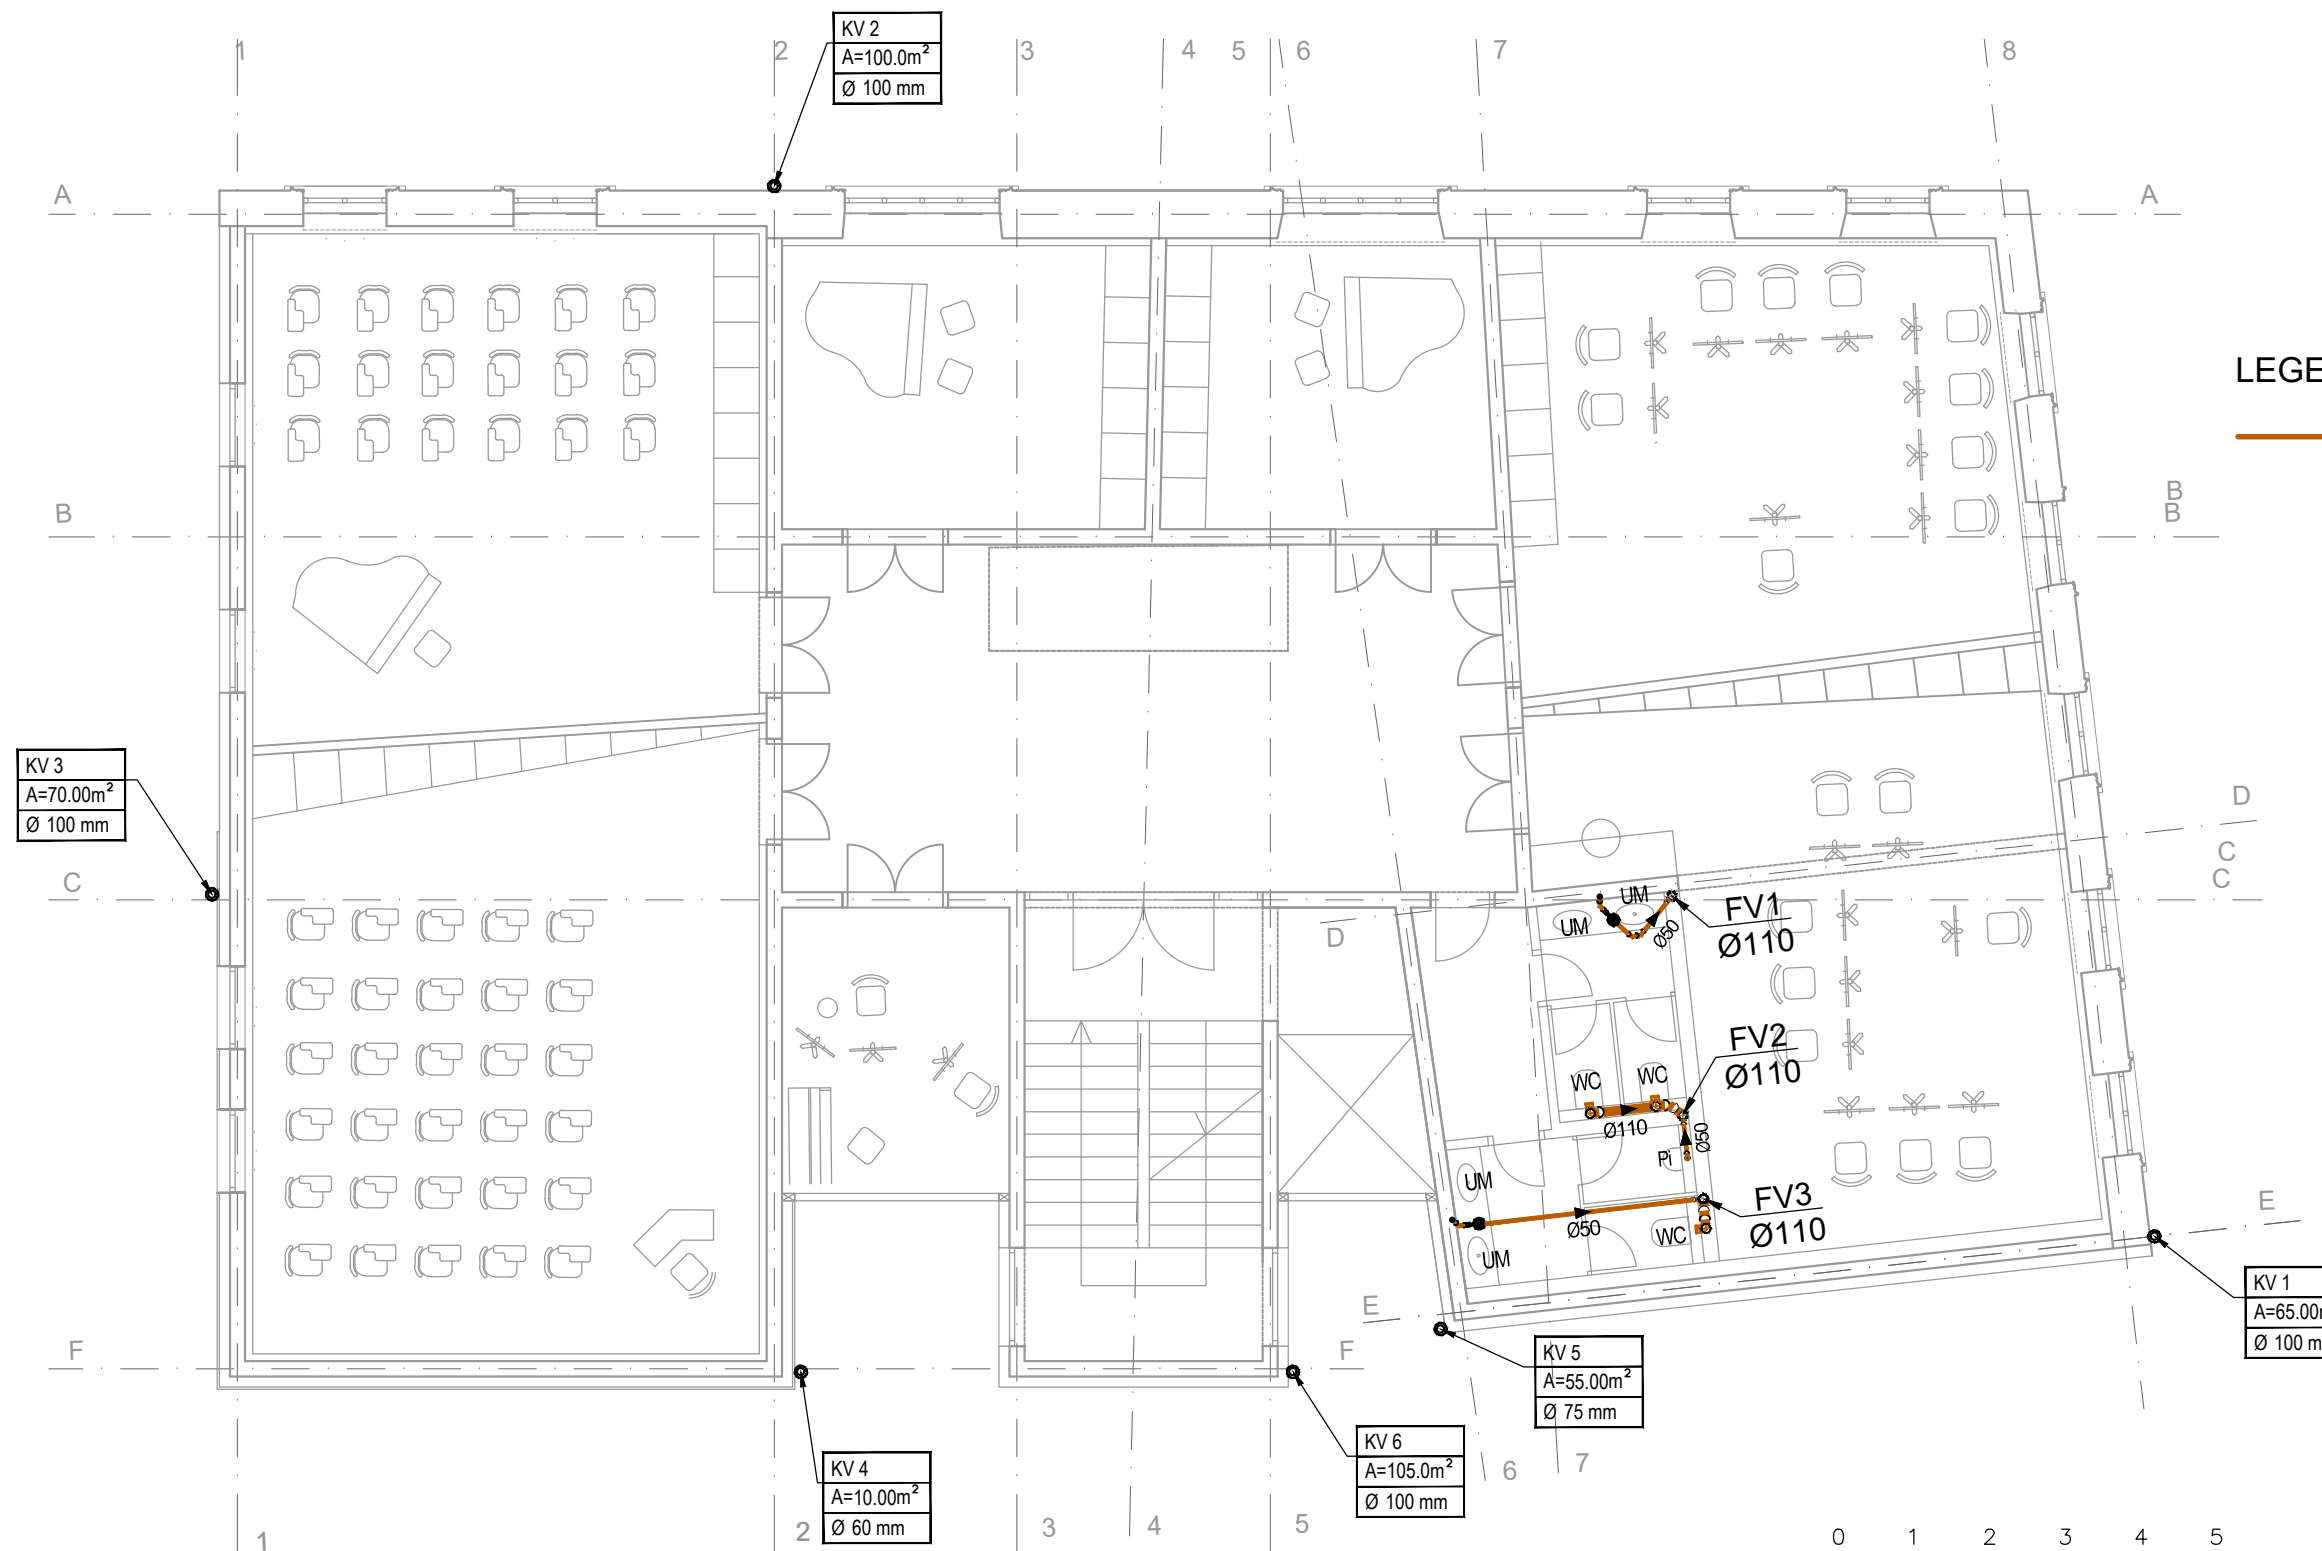 1
2
3
4
5
6
7
8
KV 2
A=100.0m²
Ø 100 mm
A
A
LEGE
B
B
B
KV 3
A=70.00m²
Ø 100 mm
D
C
C
C
UM
UM
Ø50
FV1
Ø110
D
FV2
Ø110
WC
WC
Ø110
Ø50
Pi
UM
FV3
Ø110
Ø50
WC
UM
E
E
KV 1
A=65.00m
Ø 100 m
F
F
KV 5
A=55.00m²
Ø 75 mm
KV 6
A=105.0m²
Ø 100 mm
KV 4
A=10.00m²
Ø 60 mm
1
2
3
4
5
6
7
0 1 2 3 4 5